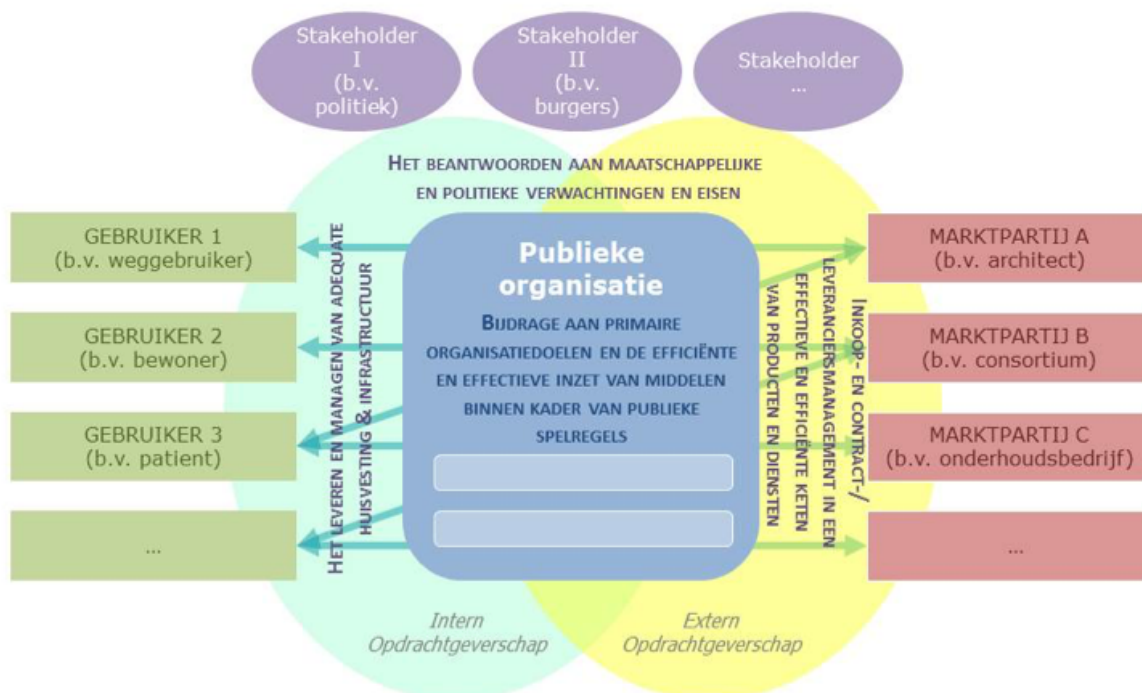 Stakeholder
I
(b.v.
politiek)
Stakeholder
II
(b.v.
burgers)
Stakeholder
...
HET BEANTWOORDEN AAN MAATSCHAPPELIJKE
EN POLITIEKE VERWACHTINGEN EN EISEN
GEBRUIKER 1
(b.v. weggebruiker)
GEBRUIKER 2
(b.v. bewoner)
GEBRUIKER 3
(b.v. patient)
...
HET LEVEREN EN MANAGEN VAN ADEQUATE
HUISVESTING & INFRASTRUCTUUR
Publieke
organisatie
BIJDRAGE AAN PRIMAIRE
ORGANISATIEDOELEN EN DE EFFICIËNTE
EN EFFECTIEVE INZET VAN MIDDELEN
BINNEN KADER VAN PUBLIEKE
SPELREGELS
INKOOP- EN CONTRACT-/
LEVERANCIERSMANAGEMENT IN EEN
EFFECTIEVE EN EFFICIËNTE KETEN
VAN PRODUCTEN EN DIENSTEN
MARKTPARTIJ A
(b.v. architect)
MARKTPARTIJ B
(b.v. consortium)
MARKTPARTIJ C
(b.v. onderhoudsbedrijf)
...
Intern
Opdrachtgeverschap
Extern
Opdrachtgeverschap